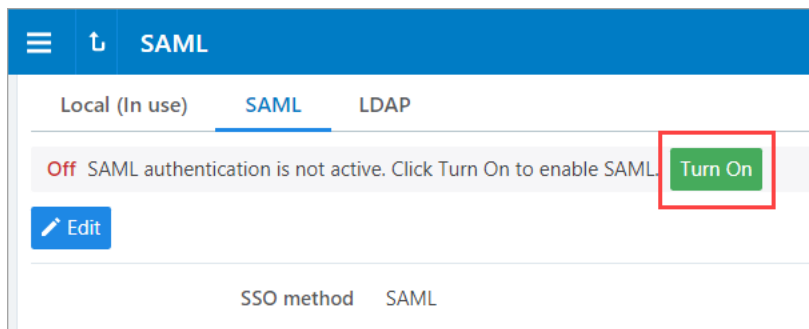 SAML
Local (In use) SAML LDAP
Off SAML authentication is not active. Click Turn On to enable SAML. Turn On
Edit
SSO method SAML